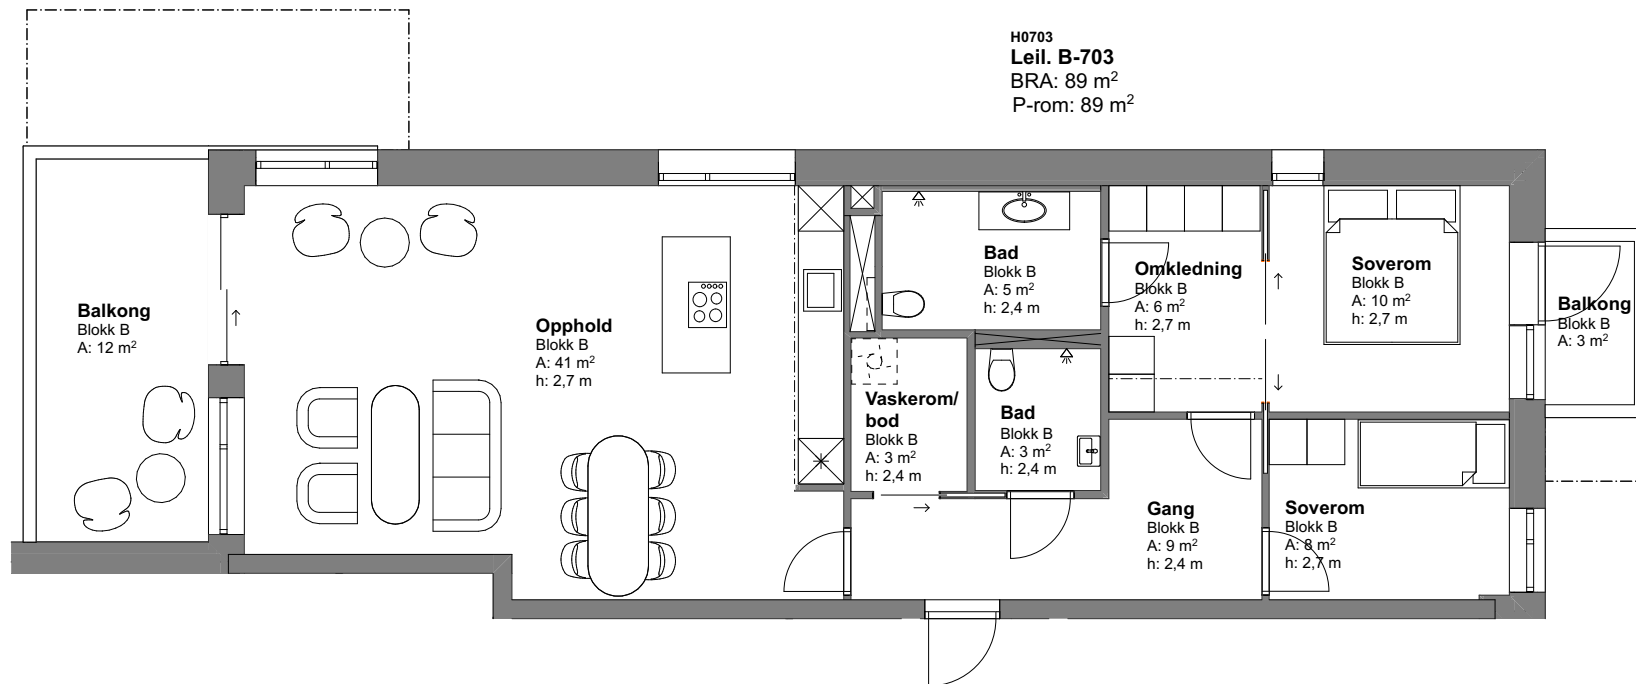 H0703
Leil. B-703
BRA: 89 m²
P-rom: 89 m²
Balkong
Blokk B
A: 12 m²
Opphold
Blokk B
A: 41 m²
h: 2,7 m
Bad
Blokk B
A: 5 m²
h: 2,4 m
Omkledning
Blokk B
A: 6 m²
h: 2,7 m
Soverom
Blokk B
A: 10 m²
h: 2,7 m
Balkong
Blokk B
A: 3 m²
Vaskerom/
bod
Blokk B
A: 3 m²
h: 2,4 m
Bad
Blokk B
A: 3 m²
h: 2,4 m
Gang
Blokk B
A: 9 m²
h: 2,4 m
Soverom
Blokk B
A: 8 m²
h: 2,7 m